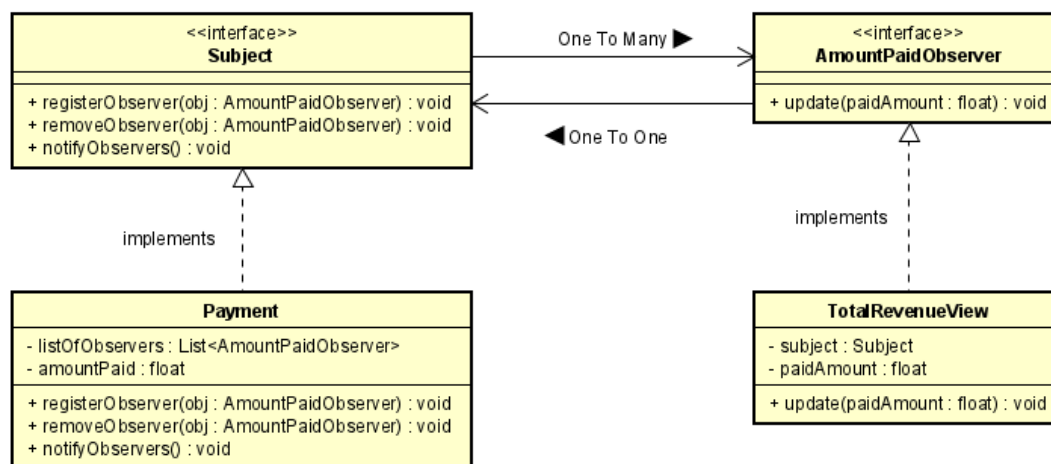 <<interface>>
Subject
+ registerObserver(obj : AmountPaidObserver) : void
+ removeObserver(obj : AmountPaidObserver) : void
+ notifyObservers() : void
One To Many ▶
◀ One To One
<<interface>>
AmountPaidObserver
+ update(paidAmount : float) : void
implements
implements
Payment
- listOfObservers : List<AmountPaidObserver>
- amountPaid : float
+ registerObserver(obj : AmountPaidObserver) : void
+ removeObserver(obj : AmountPaidObserver) : void
+ notifyObservers() : void
TotalRevenueView
- subject : Subject
- paidAmount : float
+ update(paidAmount : float) : void